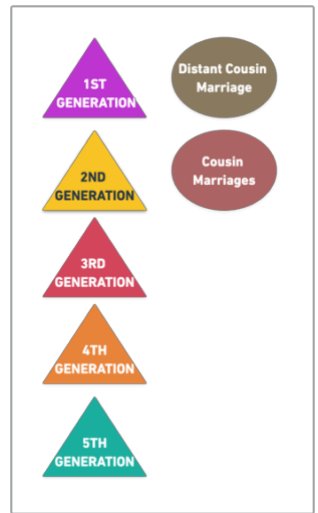 1ST
GENERATION
Distant Cousin
Marriage
2ND
GENERATION
Cousin
Marriages
3RD
GENERATION
4TH
GENERATION
5TH
GENERATION